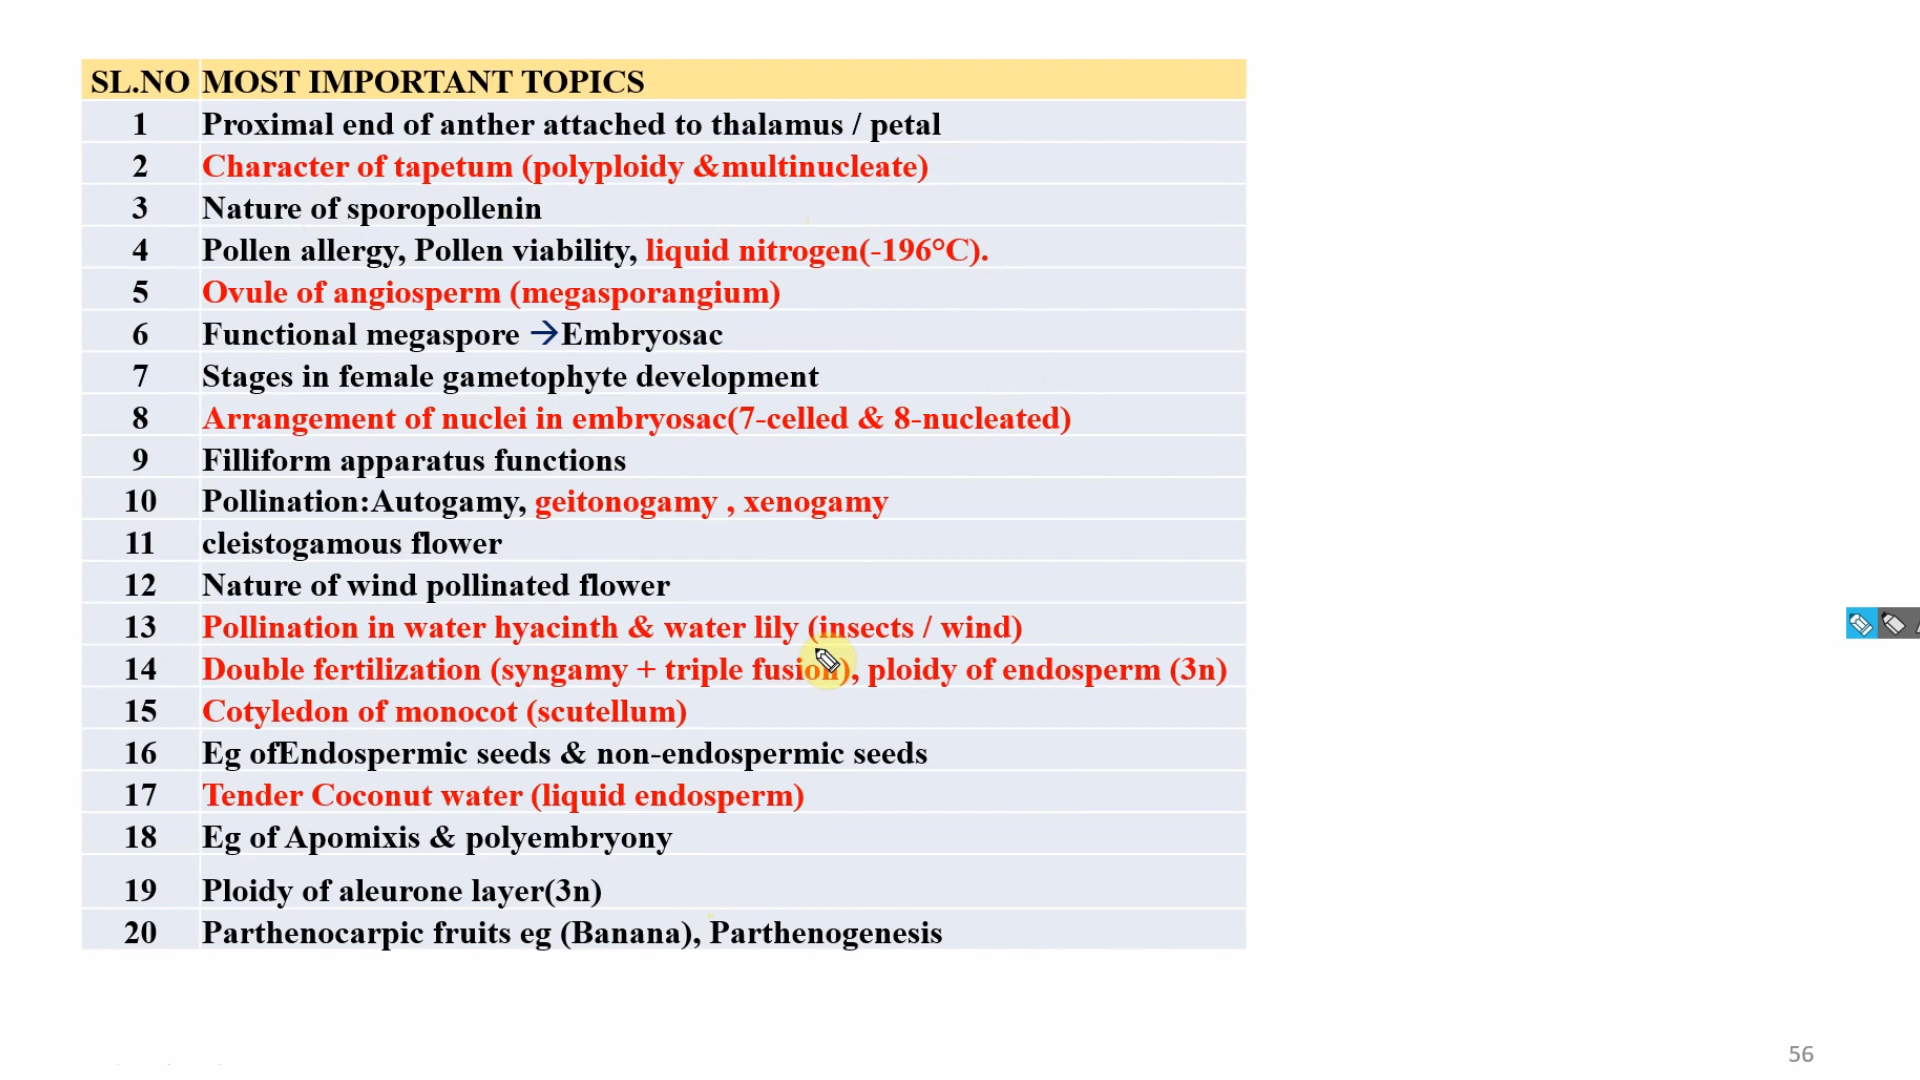 SL.NO MOST IMPORTANT TOPICS
1 Proximal end of anther attached to thalamus / petal
2 Character of tapetum (polyploidy &multinucleate)
3 Nature of sporopollenin
4 Pollen allergy, Pollen viability, liquid nitrogen(-196°C).
5 Ovule of angiosperm (megasporangium)
6 Functional megaspore →Embryosac
7 Stages in female gametophyte development
8 Arrangement of nuclei in embryosac(7-celled & 8-nucleated)
9 Filliform apparatus functions
10 Pollination:Autogamy, geitonogamy , xenogamy
11 cleistogamous flower
12 Nature of wind pollinated flower
13 Pollination in water hyacinth & water lily (insects / wind)
14 Double fertilization (syngamy + triple fusion), ploidy of endosperm (3n)
15 Cotyledon of monocot (scutellum)
16 Eg ofEndospermic seeds & non-endospermic seeds
17 Tender Coconut water (liquid endosperm)
18 Eg of Apomixis & polyembryony
19 Ploidy of aleurone layer(3n)
20 Parthenocarpic fruits eg (Banana), Parthenogenesis
56